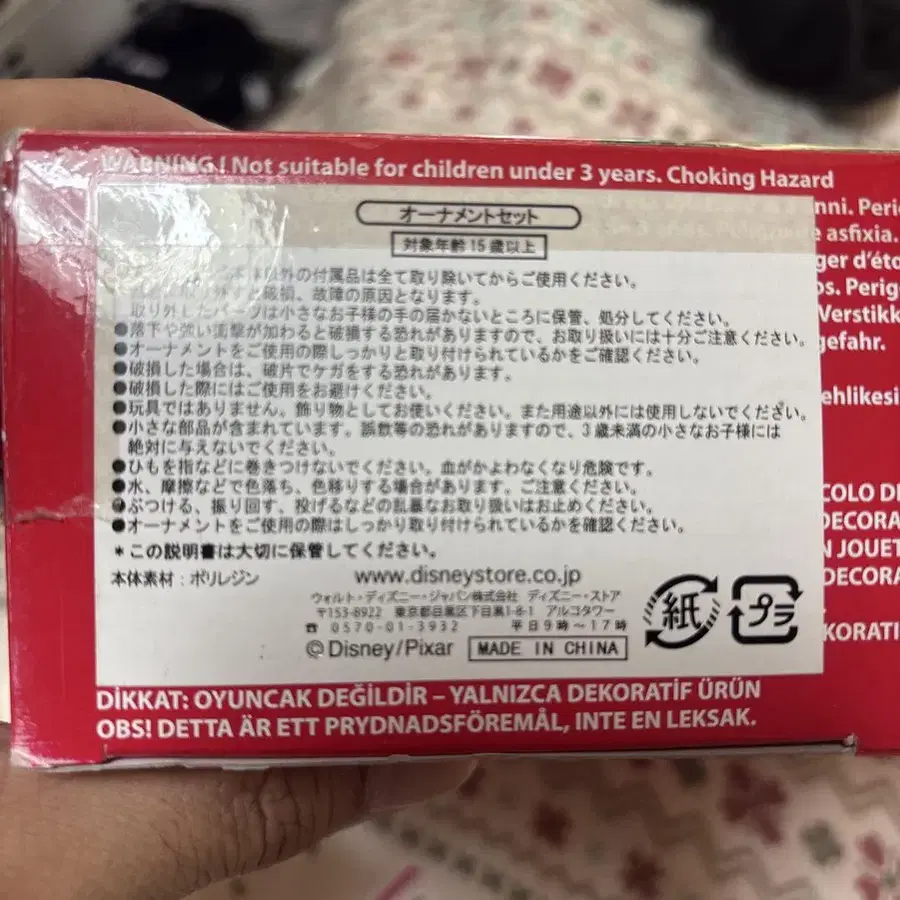 WARNING! Not suitable for children under 3 years. Choking Hazard
オーナメントセット
nni. Peri
対象年齢15歳以上
e asfixia.
本体以外の付属品は全て取り除いてからご使用ください。
ger d'éto
取り外すと破損、故障の原因となります。
os. Perig
取り外したパーツは小さなお子様の手の届かないところに保管、処分してください。
Verstikk
●落下や強い衝撃が加わると破損する恐れがありますので、お取り扱いには十分ご注意ください。
gefahr.
●オーナメントをご使用の際しっかりと取り付けられているかをご確認ください。
●破損した場合は、破片でケガをする恐れがあります。
●破損した際にはご使用をお避けください。
ehlikesi
●玩具ではありません。飾り物としてお使いください。また用途以外には使用しないでください。
●小さな部品が含まれています。誤飲等の恐れがありますので、3歳未満の小さなお子様には
絶対に与えないでください。
●ひもを指などに巻きつけないでください。血がかよわなくなり危険です。
●水、摩擦などで色落ち、色移りする場合があります。ご注意ください。
COLO DI
●ぶつける、振り回す、投げるなどの乱暴なお取り扱いはお止めください。
DECORA
●オーナメントをご使用の際はしっかり取り付けられているかを確認ください。
N JOUET
*この説明書は大切に保管してください。
本体素材:ポリレジン
www.disneystore.co.jp
DECORA
ウォルト・ディズニー・ジャパン株式会社 ディズニー・ストア
〒153-8922 東京都目黒区下目黒1-8-1 アルコタワー
☎ 0570-01-3932 平日9時~17時
紙
プラ
KORATI
©Disney/Pixar
MADE IN CHINA
DİKKAT: OYUNCAK DEĞİLDİR – YALNIZCA DEKORATİF ÜRÜN
OBS! DETTA ÄR ETT PRYDNADSFÖREMÅL, INTE EN LEKSAK.